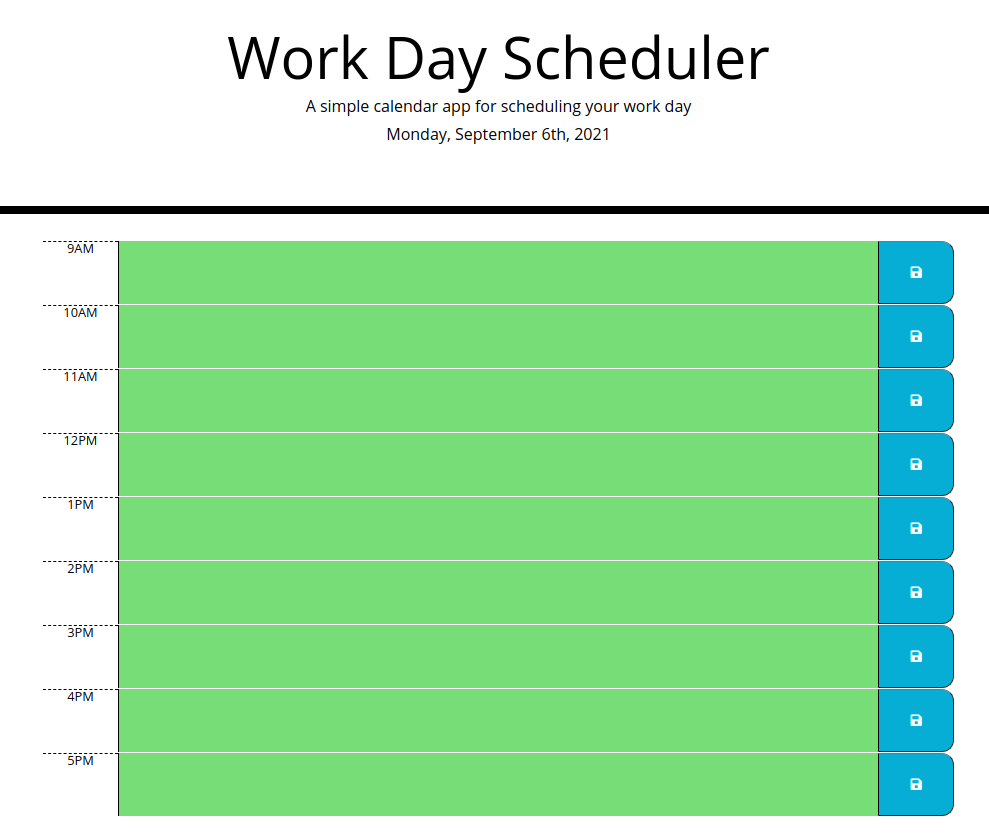 Work Day Scheduler
A simple calendar app for scheduling your work day
Monday, September 6th, 2021
9AM
10AM
11AM
12PM
1PM
2PM
3PM
4PM
5PM